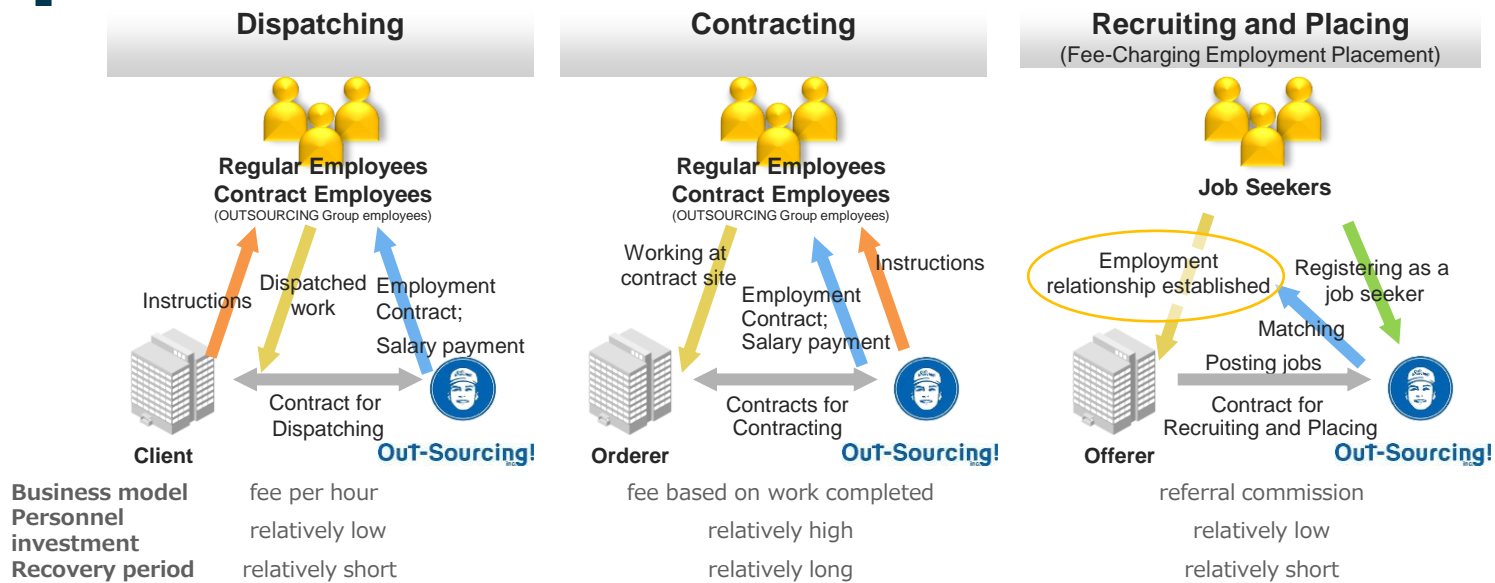 Dispatching
Regular Employees
Contract Employees
(OUTSOURCING Group employees)
Instructions
Dispatched
work
Employment
Contract;
Salary payment
Contract for
Dispatching
Client
OUT-Sourcing!
Contracting
Regular Employees
Contract Employees
(OUTSOURCING Group employees)
Working at
contract site
Instructions
Employment
Contract;
Salary payment
Contracts for
Contracting
Orderer
OUT-Sourcing!
Recruiting and Placing
(Fee-Charging Employment Placement)
Job Seekers
Employment
relationship established
Registering as a
job seeker
Matching
Posting jobs
Contract for
Recruiting and Placing
Offerer
OUT-Sourcing!
Business model fee per hour fee based on work completed referral commission
Personnel
investment relatively low relatively high relatively low
Recovery period relatively short relatively long relatively short